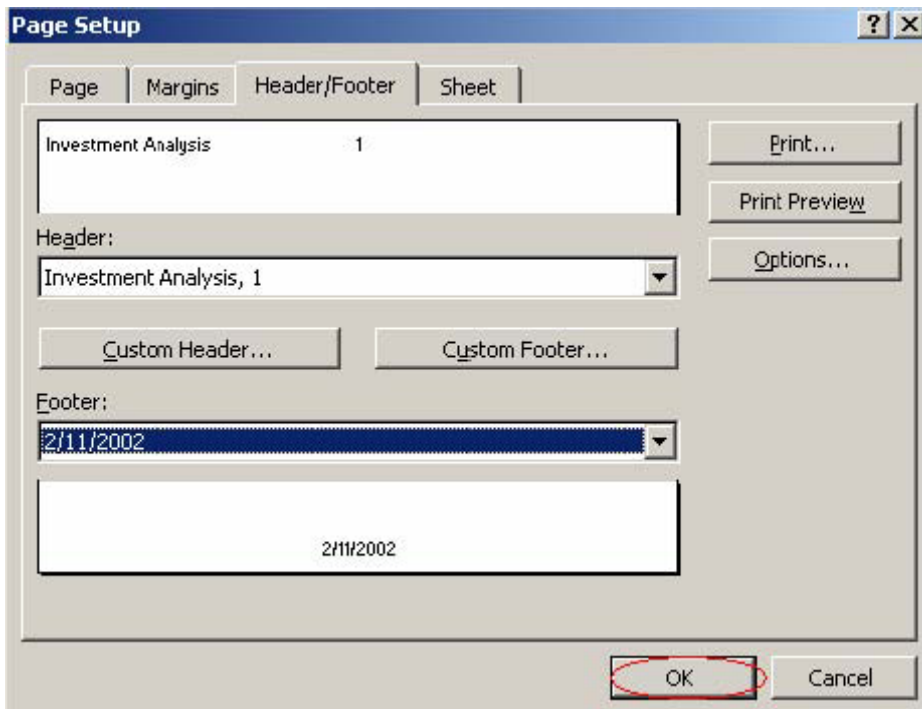 Page Setup ? X
Page Margins Header/Footer Sheet
Investment Analysis 1
Print...
Print Preview
Header:
Options...
Investment Analysis, 1
Custom Header... Custom Footer...
Footer:
2/11/2002
2/11/2002
OK Cancel